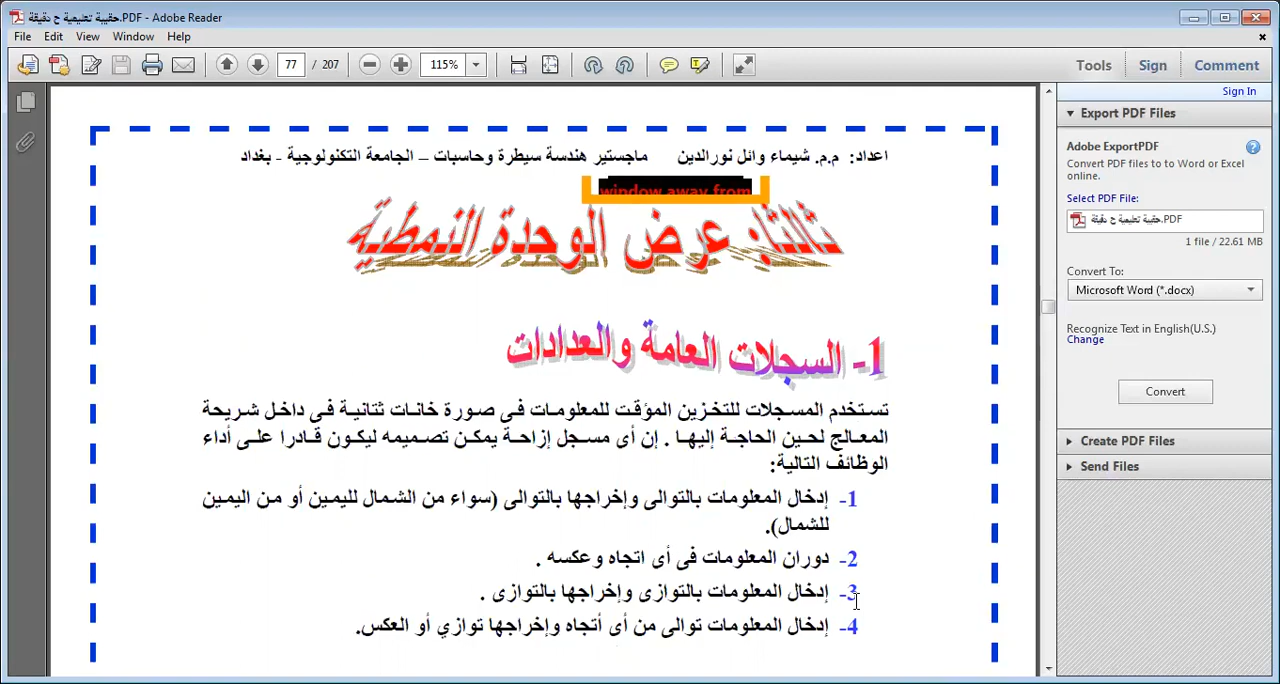 حقيبة تعليمية ح دقيقة.PDF - Adobe Reader
File Edit View Window Help
77 / 207 115% Tools Sign Comment
Sign In
Export PDF Files
Adobe ExportPDF
Convert PDF files to to Word or Excel online.
Select PDF File:
حقيبة تعليمية ح دقيقة.PDF
1 file / 22.61 MB
Convert To:
Microsoft Word (*.docx)
Recognize Text in English(U.S.)
Change
Convert
Create PDF Files
Send Files
اعداد: م.م. شيماء وائل نورالدين ماجستير هندسة سيطرة وحاسبات – الجامعة التكنولوجية - بغداد
window away from
ثالثا: عرض الوحدة النمطية
1- السجلات العامة والعدادات
تستخدم المسجلات للتخزين المؤقت للمعلومات فى صورة خانات ثنائية فى داخل شريحة
المعالج لحين الحاجة إليها . إن أى مسجل إزاحة يمكن تصميمه ليكون قادرا على أداء
الوظائف التالية:
1- إدخال المعلومات بالتوالى وإخراجها بالتوالى (سواء من الشمال لليمين أو من اليمين
للشمال).
2- دوران المعلومات فى أى اتجاه وعكسه .
3- إدخال المعلومات بالتوازى وإخراجها بالتوازى .
4- إدخال المعلومات توالى من أى أتجاه وإخراجها توازي أو العكس.